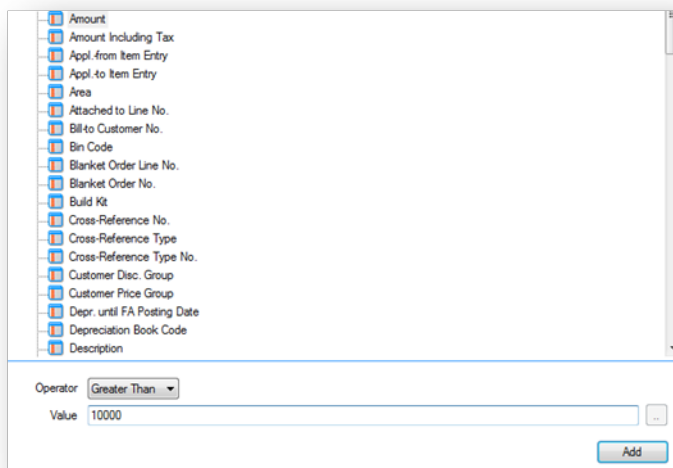 Amount
Amount Including Tax
Appl.-from Item Entry
Appl.-to Item Entry
Area
Attached to Line No.
Bill-to Customer No.
Bin Code
Blanket Order Line No.
Blanket Order No.
Build Kit
Cross-Reference No.
Cross-Reference Type
Cross-Reference Type No.
Customer Disc. Group
Customer Price Group
Depr. until FA Posting Date
Depreciation Book Code
Description
Operator Greater Than
Value 10000 ..
Add